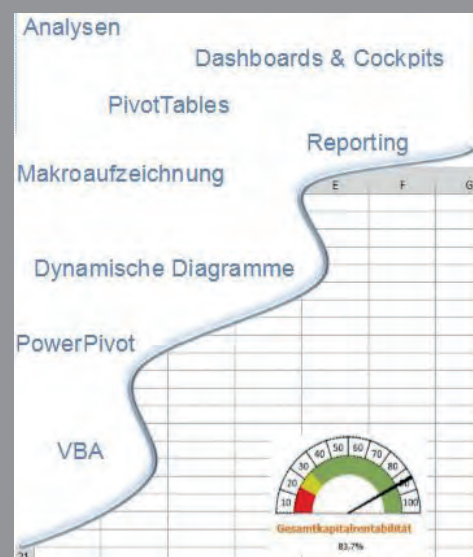 Analysen
Dashboards & Cockpits
PivotTables
Reporting
Makroaufzeichnung
E F G
Dynamische Diagramme
PowerPivot
VBA
10 20 30 40 50 60 70 80 100
Gesamtkapitalrentabilität
83,7%
21